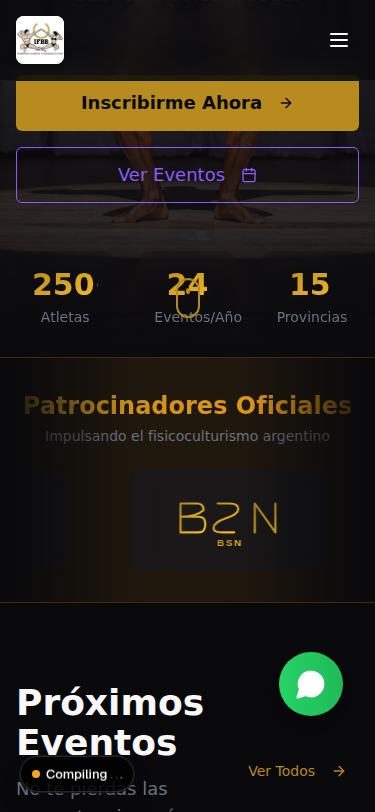 IFBB
Inscribirme Ahora
Ver Eventos
250
24
15
Atletas
Eventos/Año
Provincias
Patrocinadores Oficiales
Impulsando el fisicoculturismo argentino
BSN
BSN
Próximos
Eventos
Ver Todos
Compiling ...
No te pierdas las